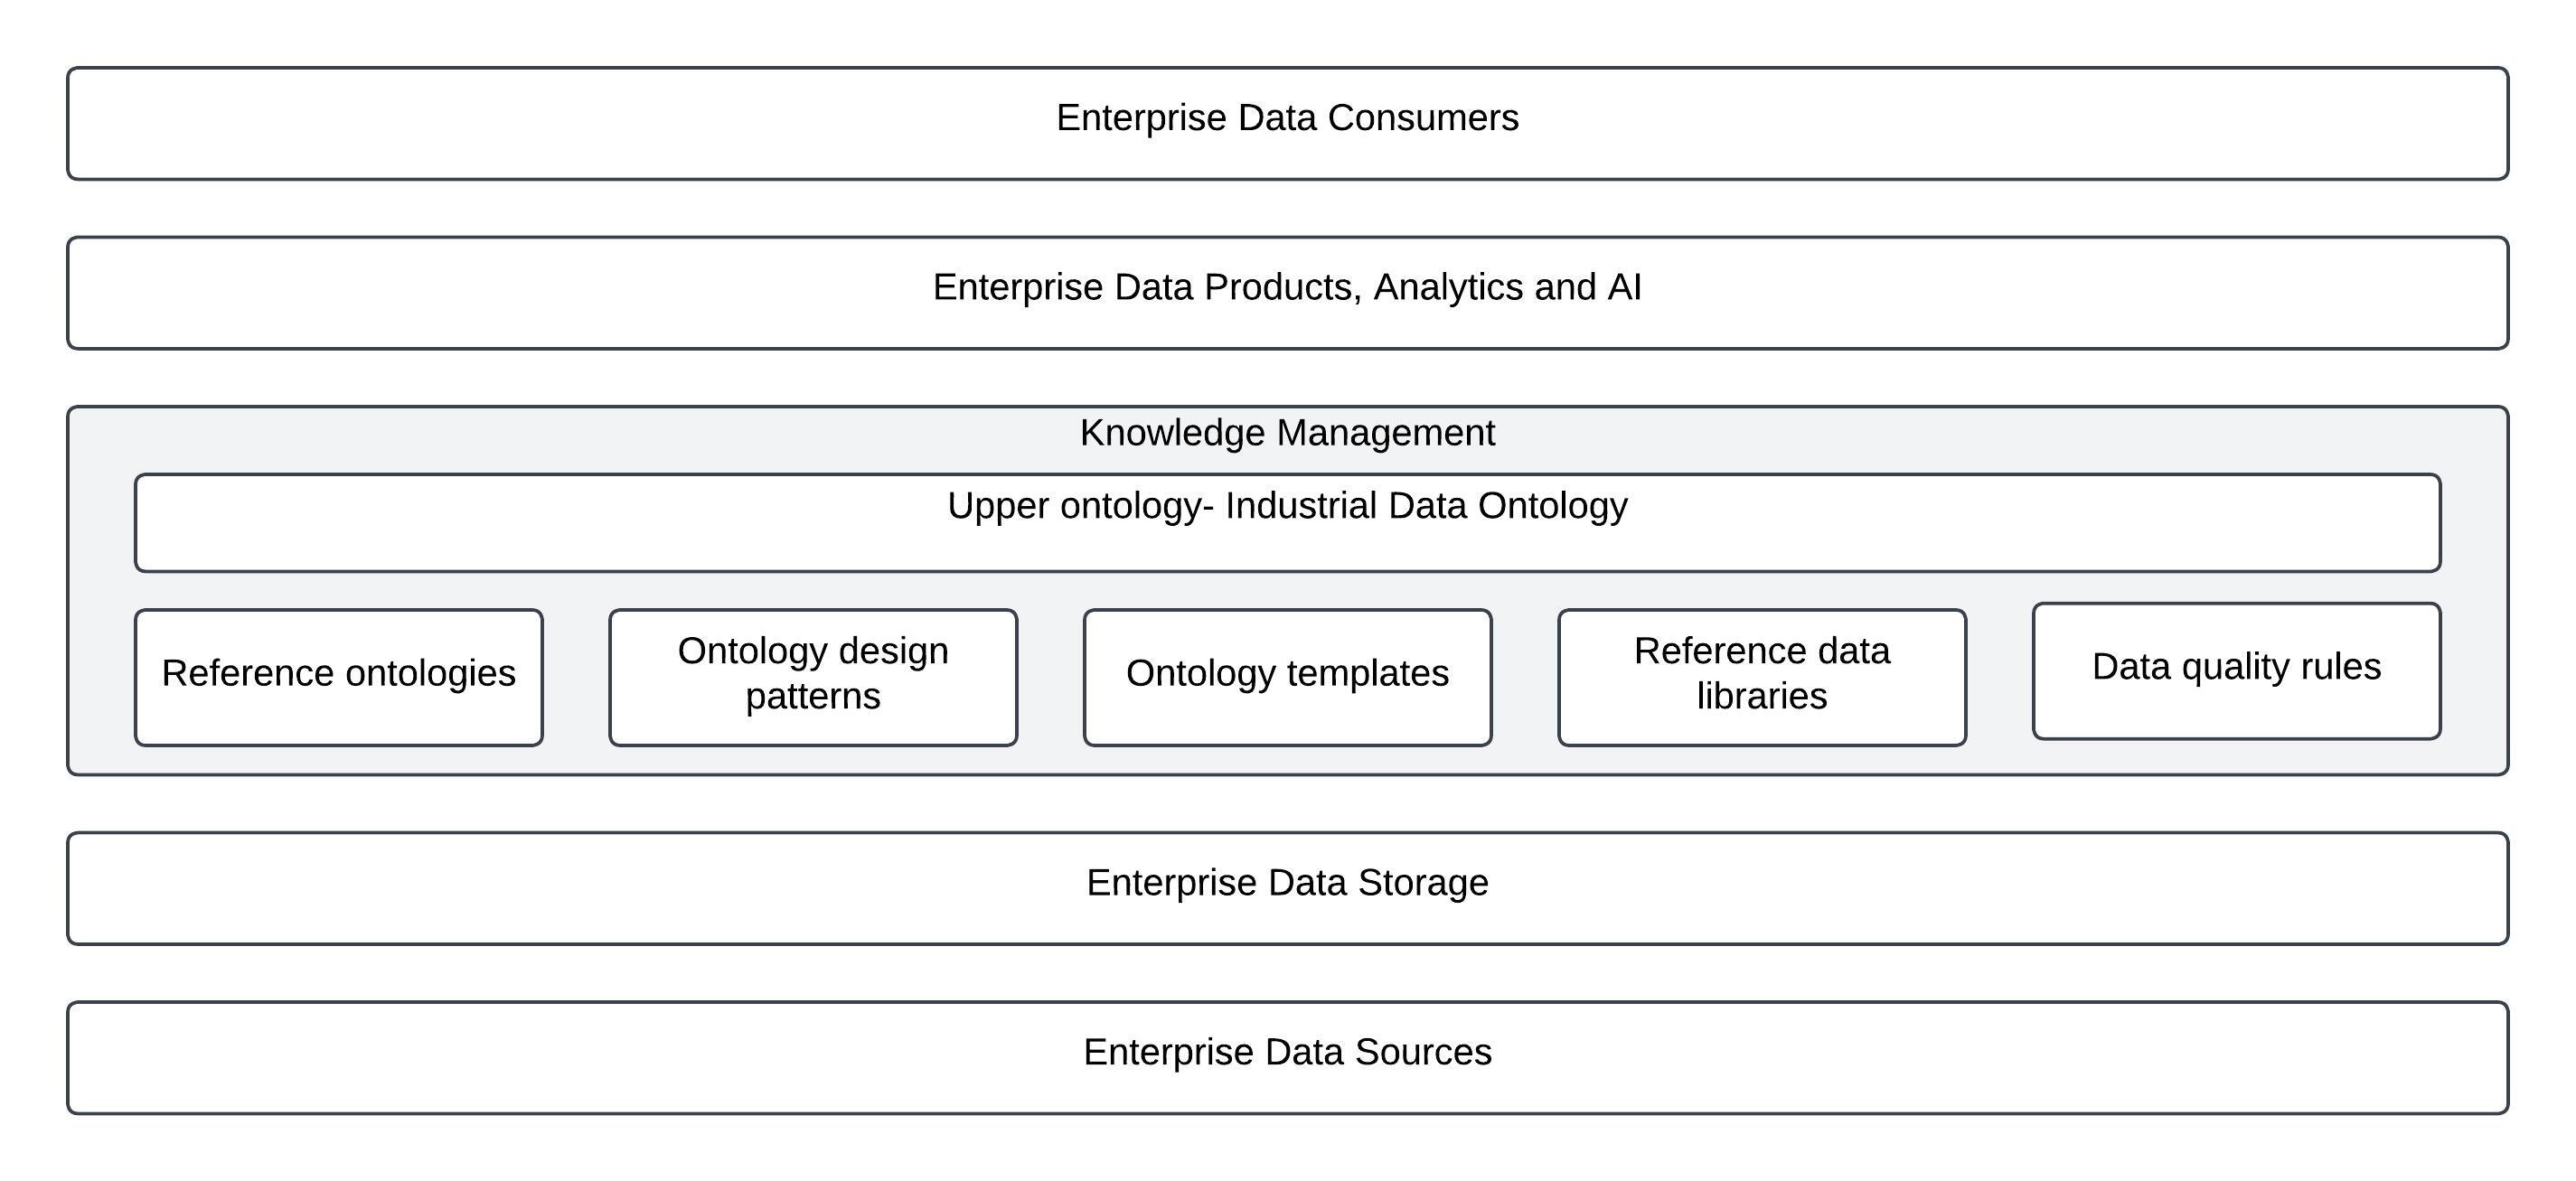 Enterprise Data Consumers
Enterprise Data Products, Analytics and AI
Knowledge Management
Upper ontology- Industrial Data Ontology
Reference ontologies
Ontology design
patterns
Ontology templates
Reference data
libraries
Data quality rules
Enterprise Data Storage
Enterprise Data Sources